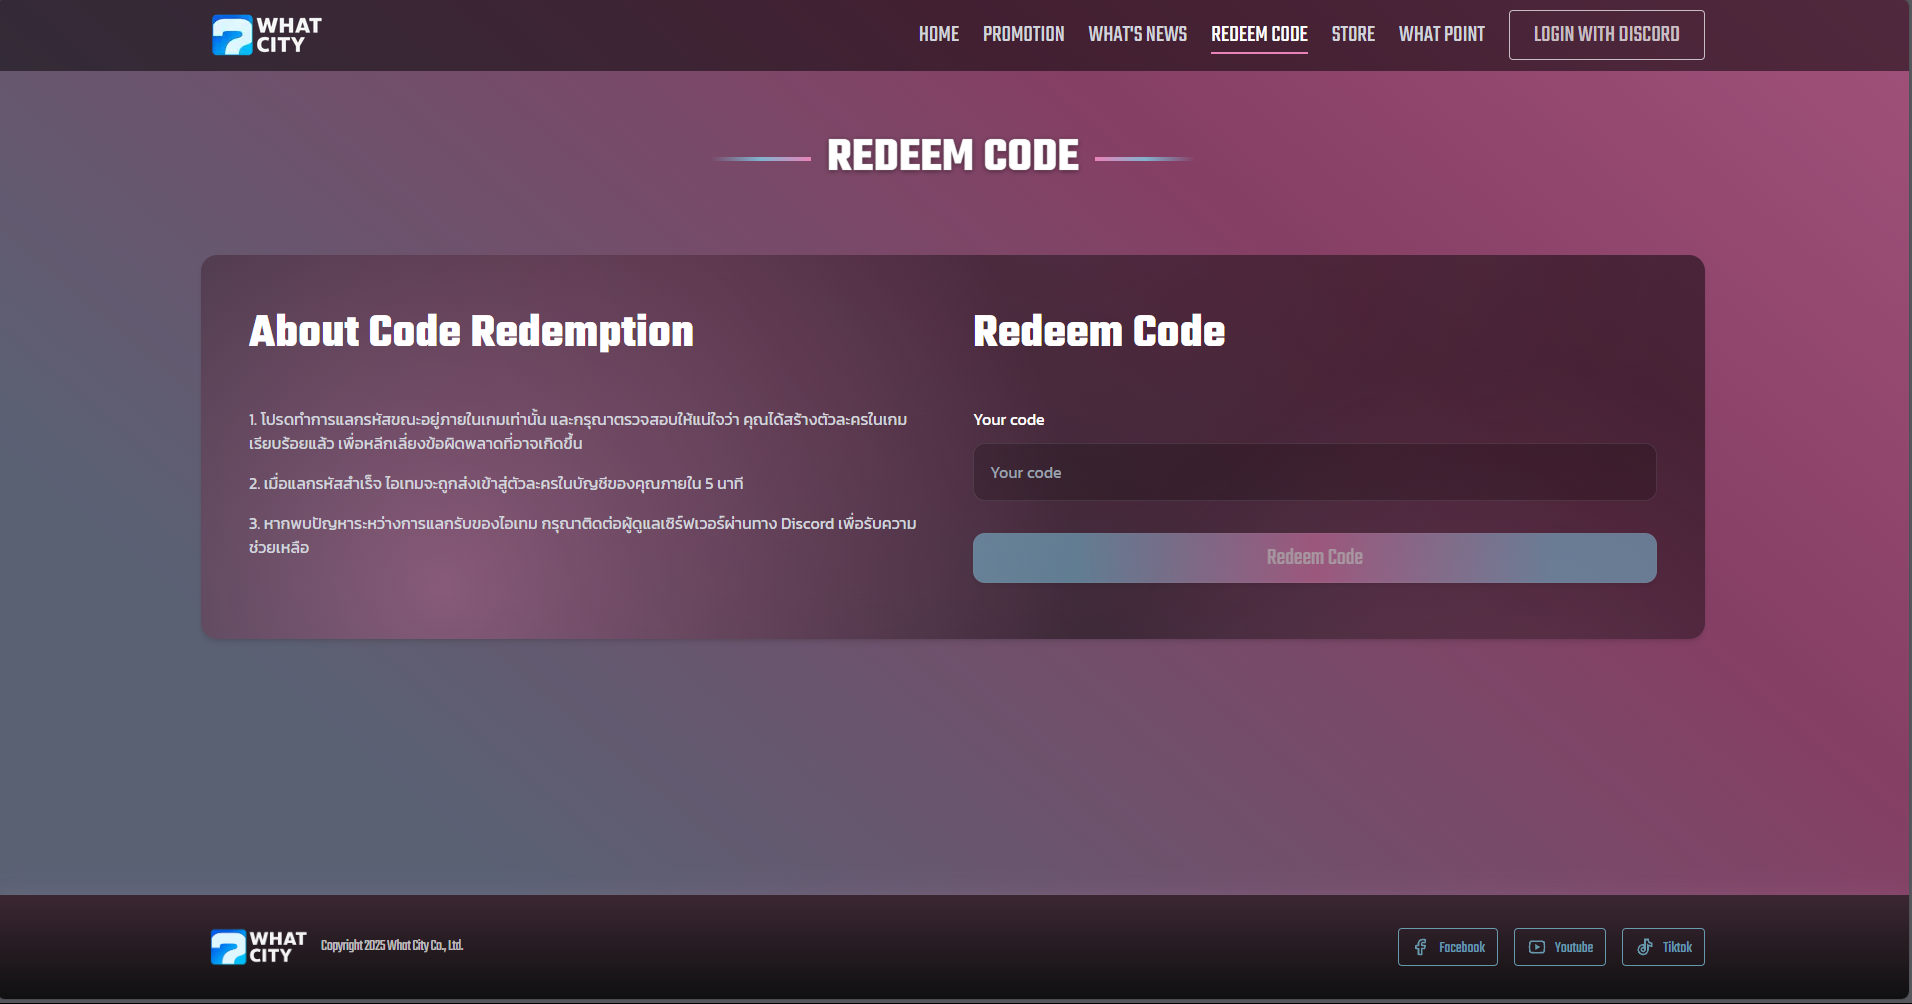 WHAT
CITY
HOME
PROMOTION
WHAT'S NEWS
REDEEM CODE
STORE
WHAT POINT
LOGIN WITH DISCORD
REDEEM CODE
About Code Redemption
1. โปรดทำการแลกรหัสขณะอยู่ภายในเกมเท่านั้น และกรุณาตรวจสอบให้แน่ใจว่า คุณได้สร้างตัวละครในเกม
เรียบร้อยแล้ว เพื่อหลีกเลี่ยงข้อผิดพลาดที่อาจเกิดขึ้น
2. เมื่อแลกรหัสสำเร็จ ไอเทมจะถูกส่งเข้าสู่ตัวละครในบัญชีของคุณภายใน 5 นาที
3. หากพบปัญหาระหว่างการแลกรับของไอเทม กรุณาติดต่อผู้ดูแลเซิร์ฟเวอร์ผ่านทาง Discord เพื่อรับความ
ช่วยเหลือ
Redeem Code
Your code
Your code
Redeem Code
WHAT
CITY
Copyright 2025 What City Co., Ltd.
Facebook
Youtube
Tiktok